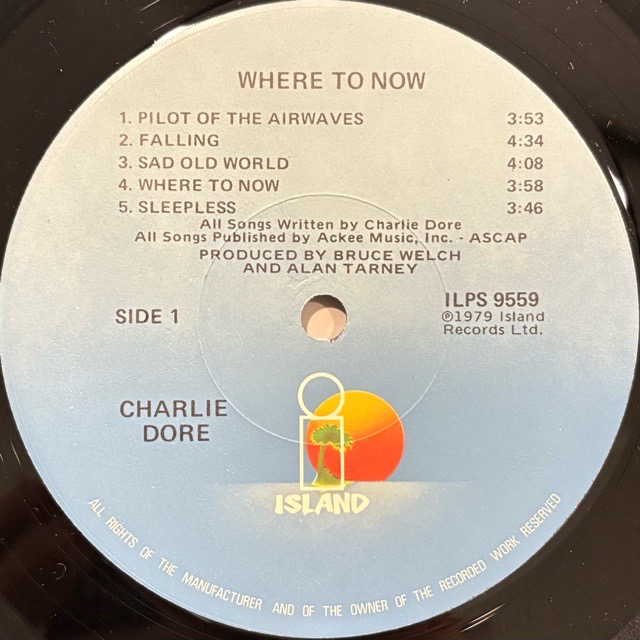 WHERE TO NOW
1. PILOT OF THE AIRWAVES 3:53
2. FALLING 4:34
3. SAD OLD WORLD 4:08
4. WHERE TO NOW 3:58
5. SLEEPLESS 3:46
All Songs Written by Charlie Dore
All Songs Published by Ackee Music, Inc. - ASCAP
PRODUCED BY BRUCE WELCH
AND ALAN TARNEY
SIDE 1
ILPS 9559
℗1979 Island
Records Ltd.
CHARLIE
DORE
i
ISLAND
ALL RIGHTS OF THE MANUFACTURER AND OF THE OWNER OF THE RECORDED WORK RESERVED